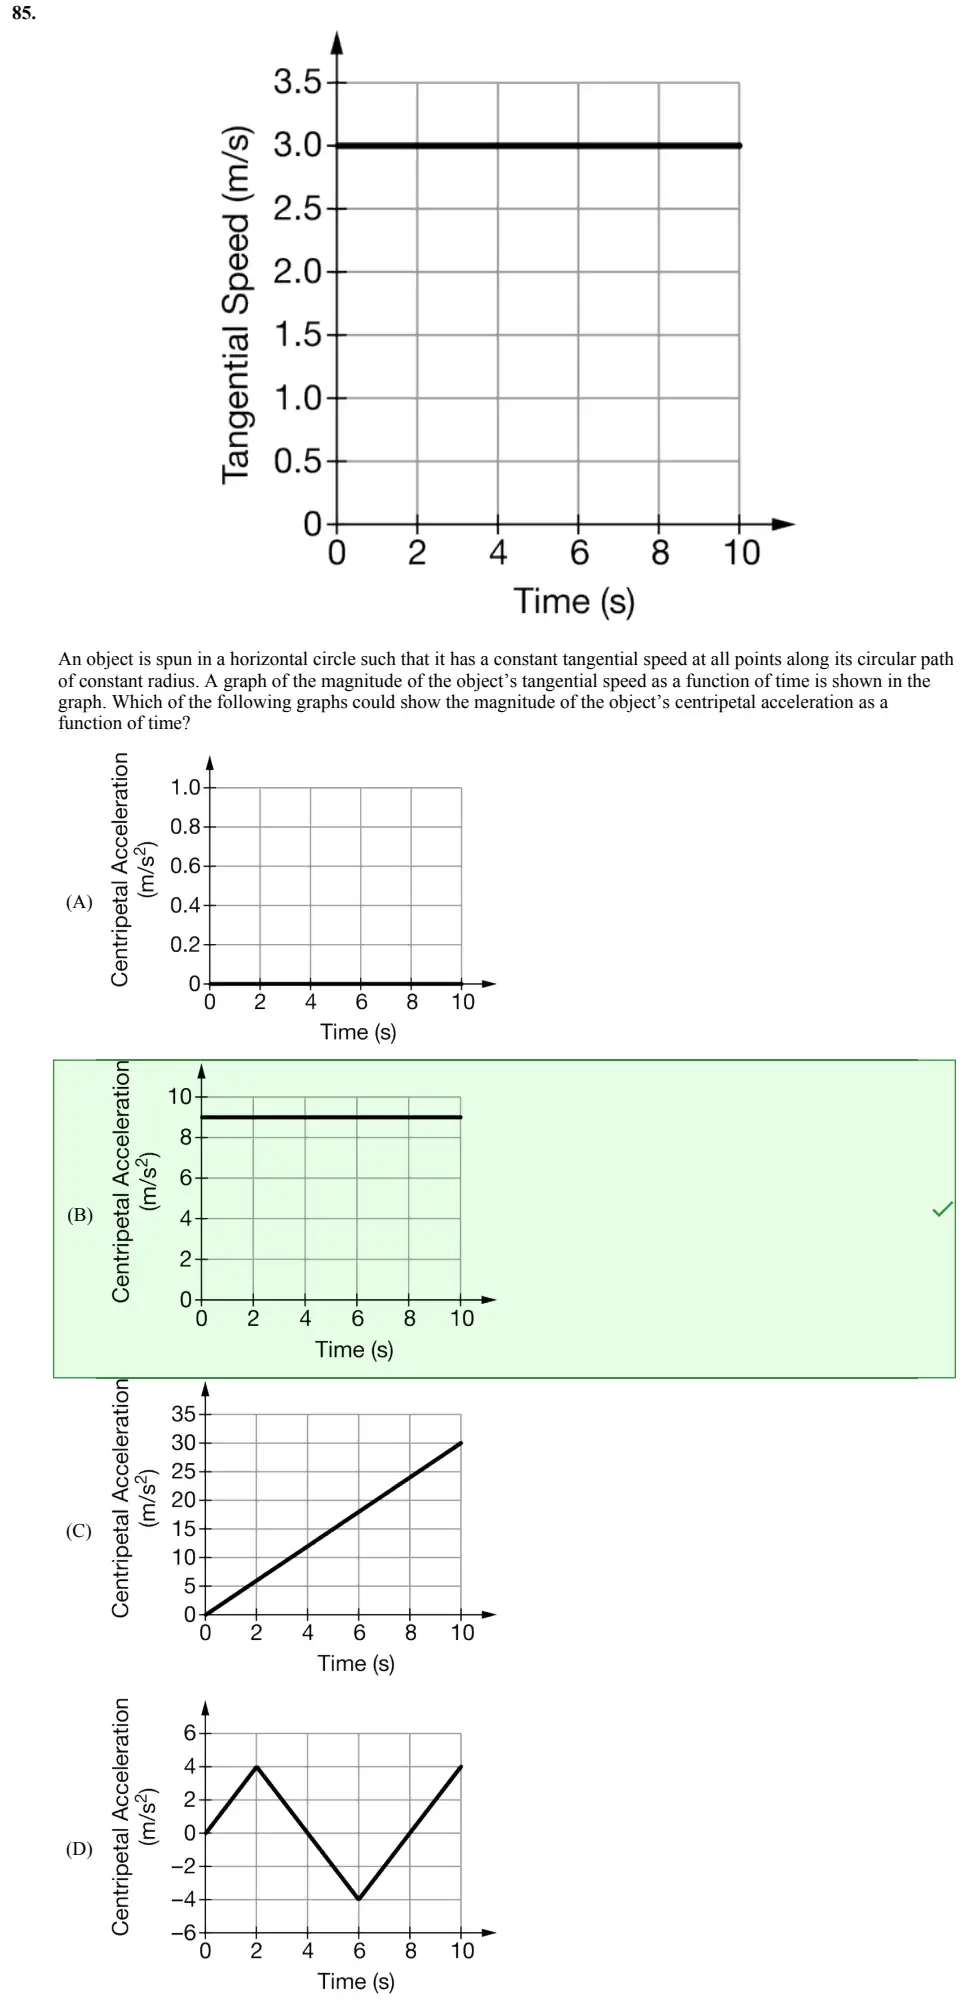 85.
3.5
3.0
2.5
2.0
1.5
1.0
0.5
0
Tangential Speed (m/s)
0 2 4 6 8 10
Time (s)
An object is spun in a horizontal circle such that it has a constant tangential speed at all points along its circular path
of constant radius. A graph of the magnitude of the object’s tangential speed as a function of time is shown in the
graph. Which of the following graphs could show the magnitude of the object’s centripetal acceleration as a
function of time?
(A)
Centripetal Acceleration
(m/s²)
1.0
0.8
0.6
0.4
0.2
0
0 2 4 6 8 10
Time (s)
(B)
Centripetal Acceleration
(m/s²)
10
8
6
4
2
0
0 2 4 6 8 10
Time (s)
(C)
Centripetal Acceleration
(m/s²)
35
30
25
20
15
10
5
0
0 2 4 6 8 10
Time (s)
(D)
Centripetal Acceleration
(m/s²)
6
4
2
0
−2
−4
−6
0 2 4 6 8 10
Time (s)